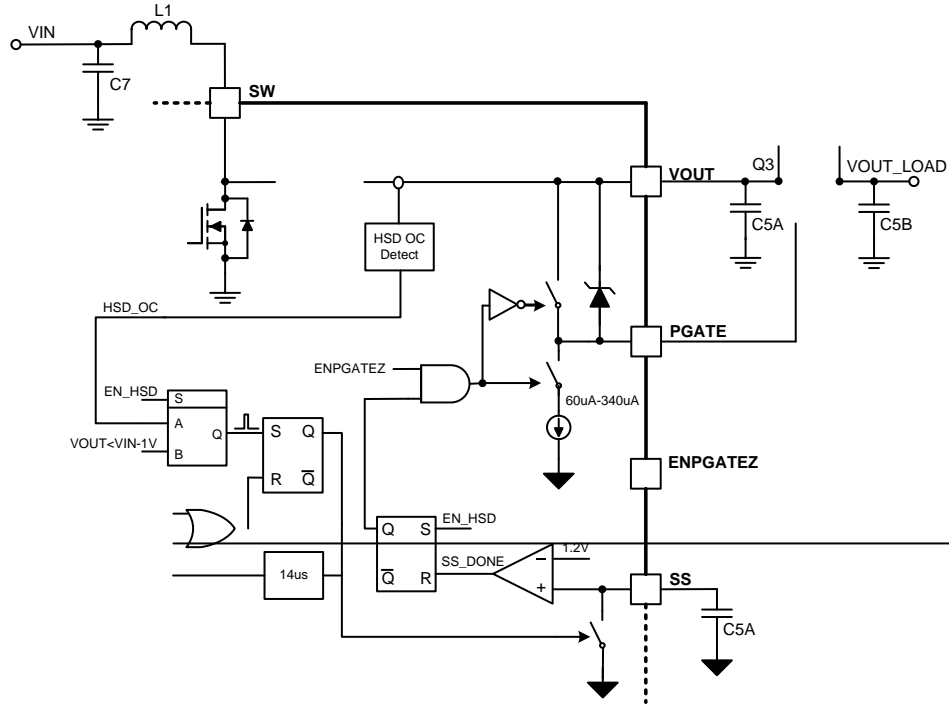 L1
VIN
C7
SW
VOUT
Q3
VOUT_LOAD
C5A
C5B
HSD OC
Detect
HSD_OC
PGATE
ENPGATEZ
60uA-340uA
EN_HSD
S
A
Q
B
VOUT<VIN-1V
S
Q
R
Q
ENPGATEZ
Q
S
EN_HSD
Q
R
SS_DONE
1.2V
−
+
14us
SS
C5A